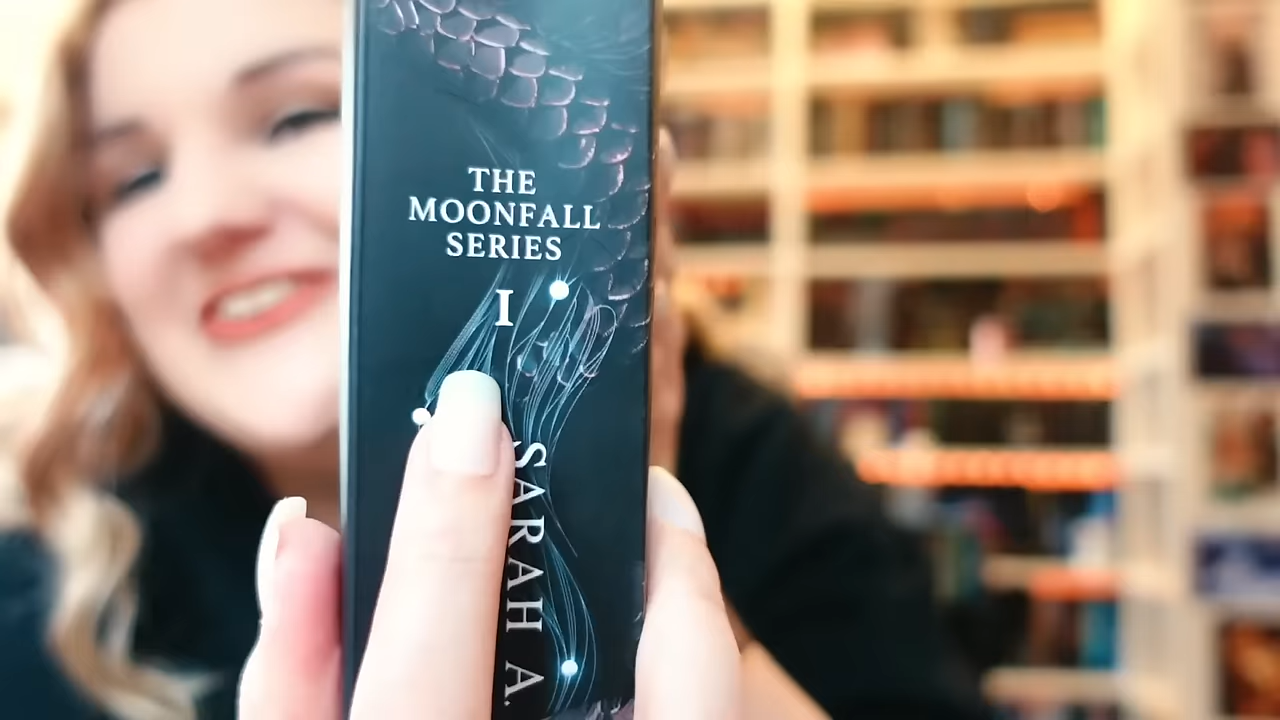 THE
MOONFALL
SERIES
I
SARAH A.